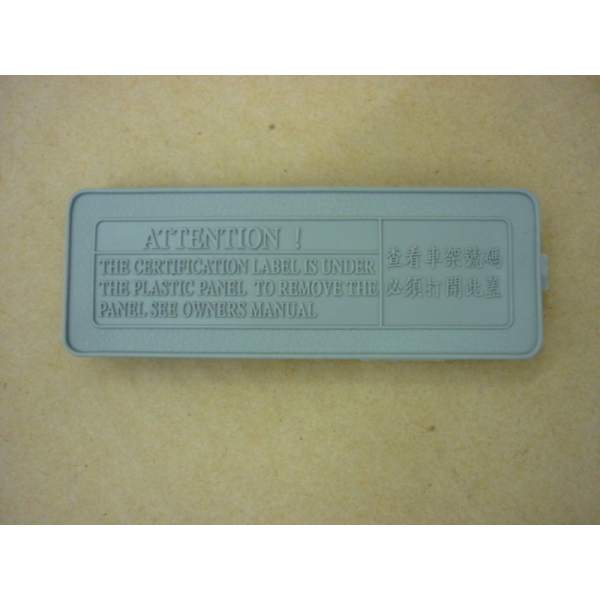 ATTENTION !
THE CERTIFICATION LABEL IS UNDER
THE PLASTIC PANEL TO REMOVE THE
PANEL SEE OWNERS MANUAL
查看車架號碼
必須打開此蓋